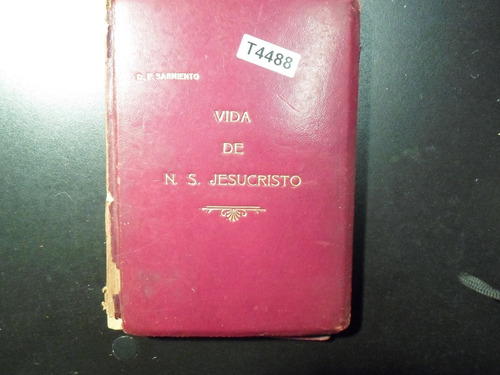 T4488
D. F. SARMIENTO
VIDA
DE
N. S. JESUCRISTO